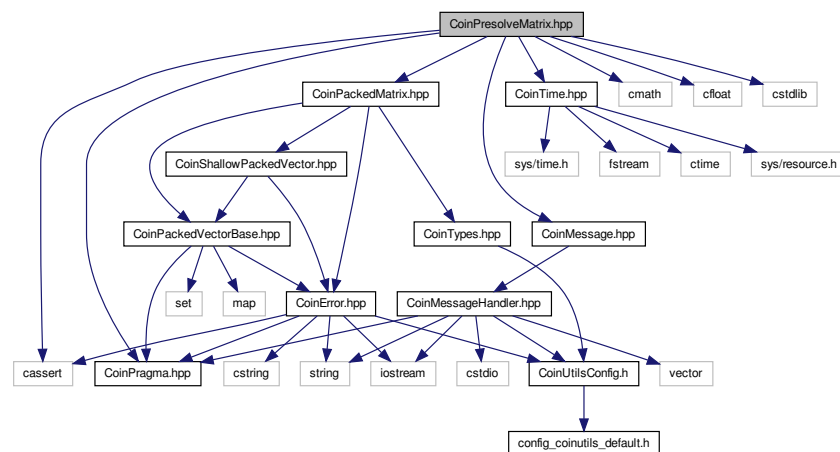 CoinPresolveMatrix.hpp
CoinPackedMatrix.hpp
CoinTime.hpp
cmath
cfloat
cstdlib
CoinShallowPackedVector.hpp
sys/time.h
fstream
ctime
sys/resource.h
CoinPackedVectorBase.hpp
CoinTypes.hpp
CoinMessage.hpp
set
map
CoinError.hpp
CoinMessageHandler.hpp
cassert
CoinPragma.hpp
cstring
string
iostream
cstdio
CoinUtilsConfig.h
vector
config_coinutils_default.h